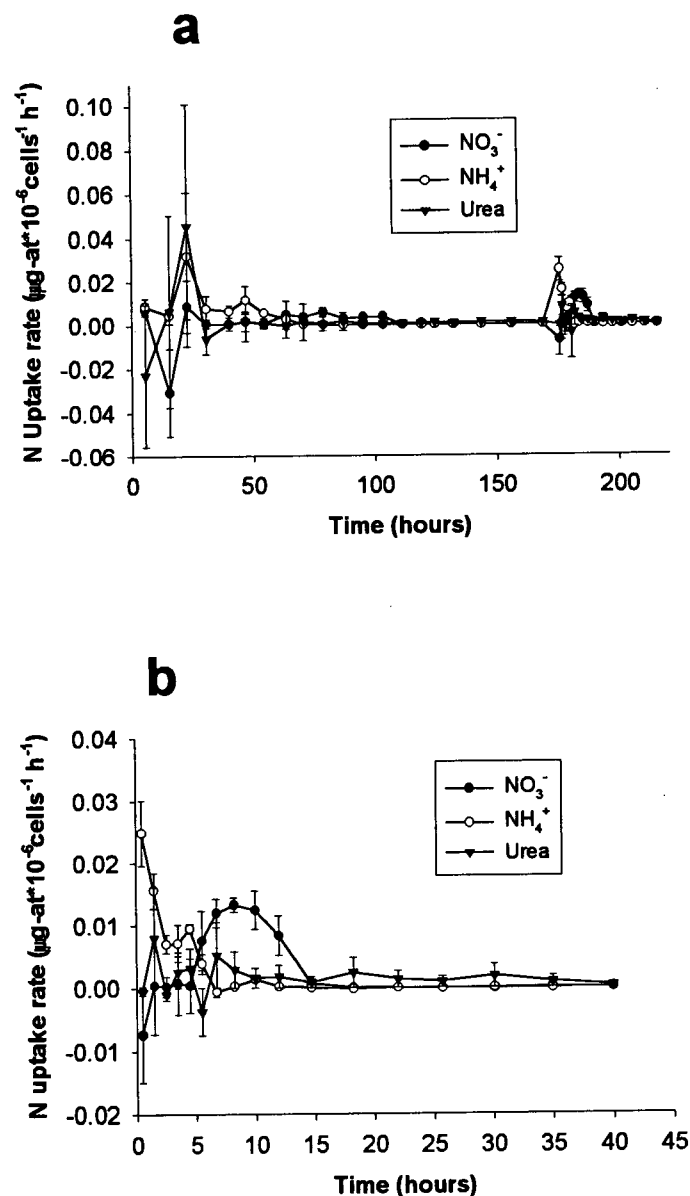 a
N Uptake rate (µg-at*10⁻⁶cells⁻¹ h⁻¹)
0.10
0.08
0.06
0.04
0.02
0.00
-0.02
-0.04
-0.06
NO₃⁻
NH₄⁺
Urea
0 50 100 150 200
Time (hours)
b
N uptake rate (µg-at*10⁻⁶cells⁻¹ h⁻¹)
0.04
0.03
0.02
0.01
0.00
-0.01
-0.02
NO₃⁻
NH₄⁺
Urea
0 5 10 15 20 25 30 35 40 45
Time (hours)